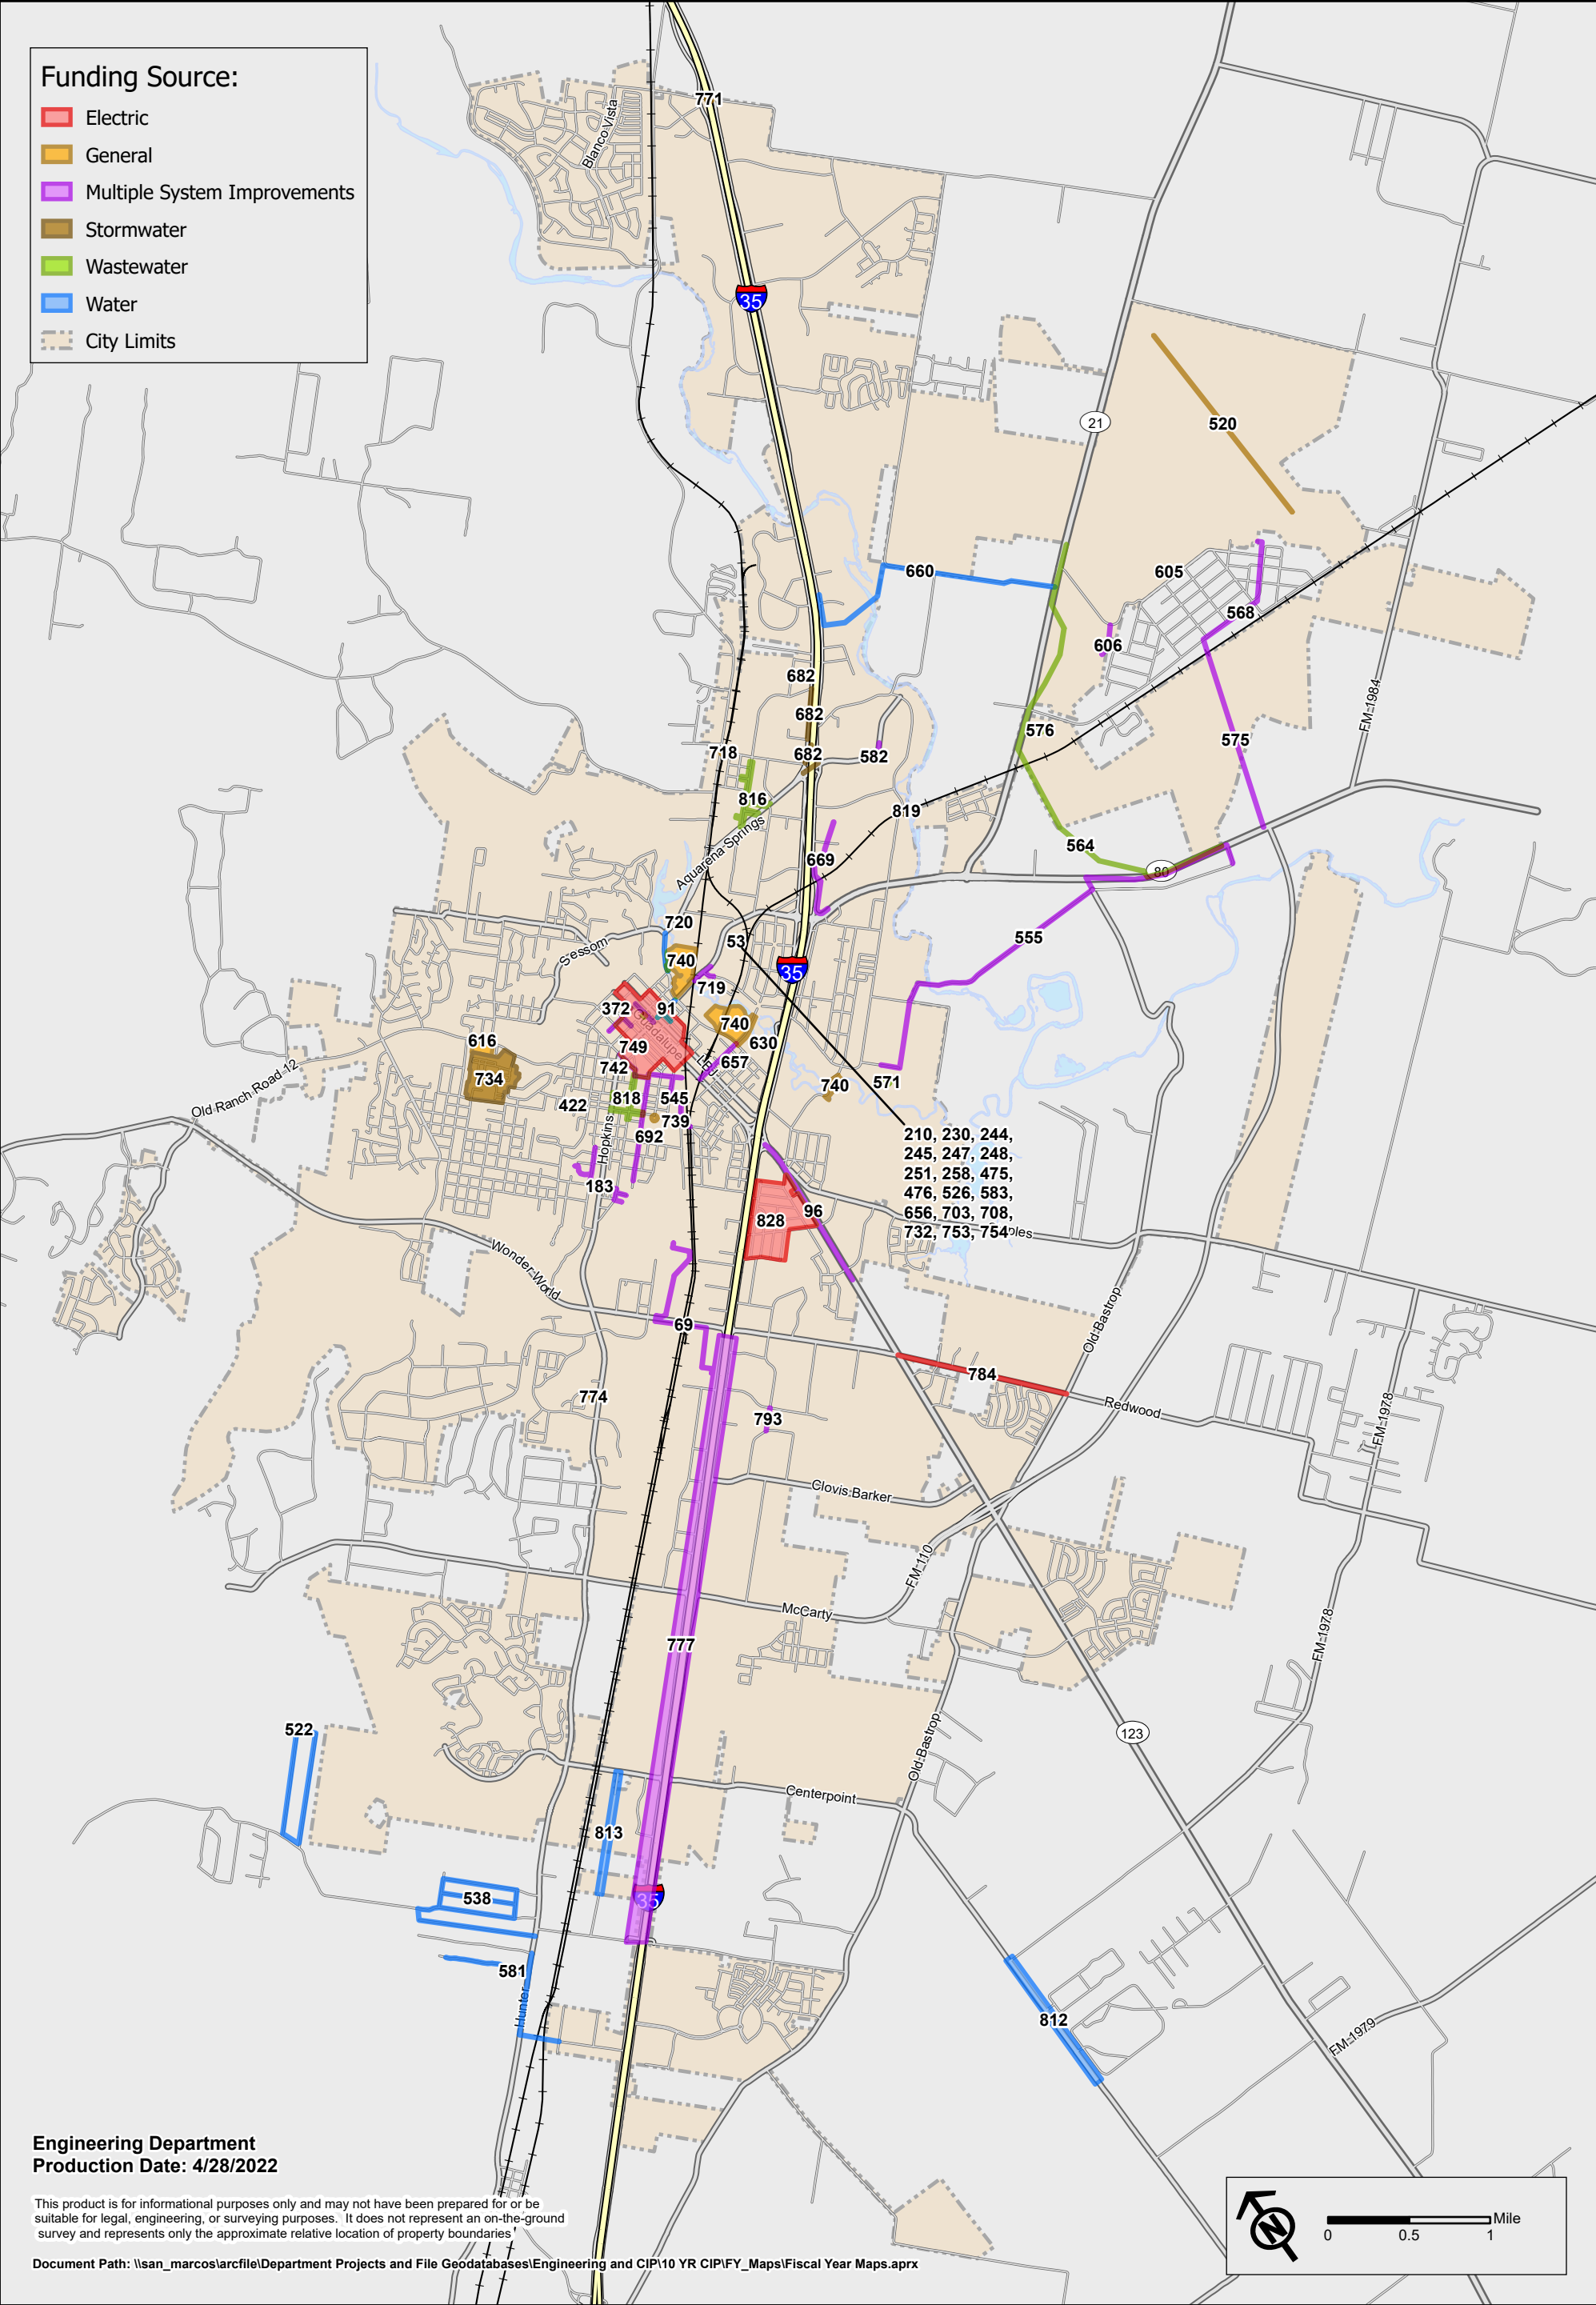 Funding Source:
Electric
General
Multiple System Improvements
Stormwater
Wastewater
Water
City Limits
771
Blanco Vista
35
21
520
660
605
568
606
682
682
682
576
575
FM-1984
718
582
816
819
Aquarena Springs
669
564
80
720
53
555
Sessom
740
35
719
372
91
Guadalupe
740
616
749
630
657
734
742
LBJ
740
571
Old Ranch Road 12
422
818
545
739
692
Hopkins
210, 230, 244,
245, 247, 248,
251, 258, 475,
476, 526, 583,
656, 703, 708,
732, 753, 754
ples
183
96
828
Wonder World
69
Old Bastrop
784
774
Redwood
793
FM-1978
Clovis Barker
FM-110
McCarty
777
FM-1978
522
123
Old Bastrop
Centerpoint
813
538
35
581
Hunter
812
FM-1979
Engineering Department
Production Date: 4/28/2022
This product is for informational purposes only and may not have been prepared for or be
suitable for legal, engineering, or surveying purposes. It does not represent an on-the-ground
survey and represents only the approximate relative location of property boundaries
Document Path: \\san_marcos\arcfile\Department Projects and File Geodatabases\Engineering and CIP\10 YR CIP\FY_Maps\Fiscal Year Maps.aprx
N
Mile
0 0.5 1